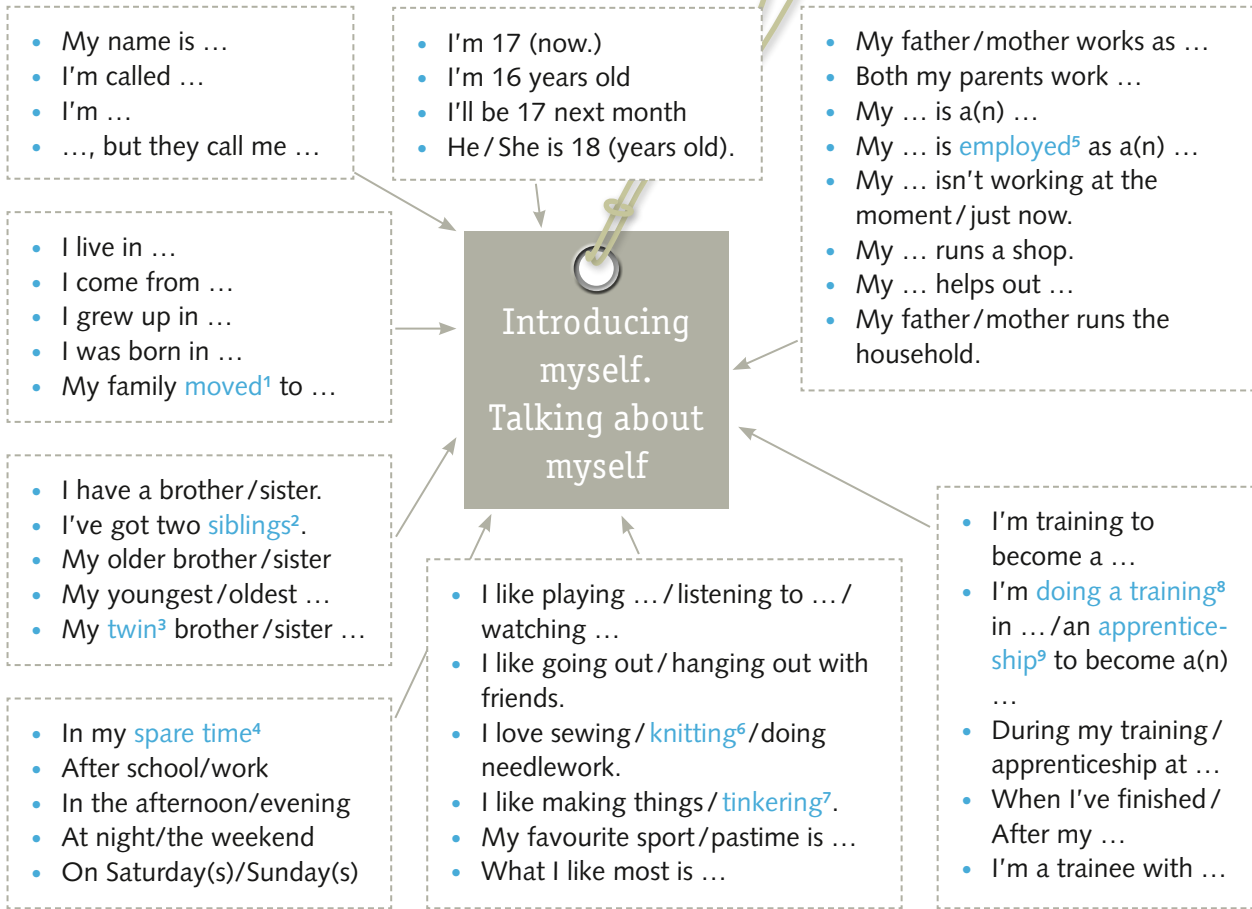 • My name is …
• I'm called …
• I'm …
• …, but they call me …
• I'm 17 (now.)
• I'm 16 years old
• I'll be 17 next month
• He/She is 18 (years old).
• My father/mother works as …
• Both my parents work …
• My … is a(n) …
• My … is employed⁵ as a(n) …
• My … isn't working at the
moment/just now.
• My … runs a shop.
• My … helps out …
• My father/mother runs the
household.
• I live in …
• I come from …
• I grew up in …
• I was born in …
• My family moved¹ to …
Introducing
myself.
Talking about
myself
• I have a brother/sister.
• I've got two siblings².
• My older brother/sister
• My youngest/oldest …
• My twin³ brother/sister …
• In my spare time⁴
• After school/work
• In the afternoon/evening
• At night/the weekend
• On Saturday(s)/Sunday(s)
• I like playing …/listening to …/
watching …
• I like going out/hanging out with
friends.
• I love sewing/knitting⁶/doing
needlework.
• I like making things/tinkering⁷.
• My favourite sport/pastime is …
• What I like most is …
• I'm training to
become a …
• I'm doing a training⁸
in …/an apprentice-
ship⁹ to become a(n)
…
• During my training/
apprenticeship at …
• When I've finished/
After my …
• I'm a trainee with …